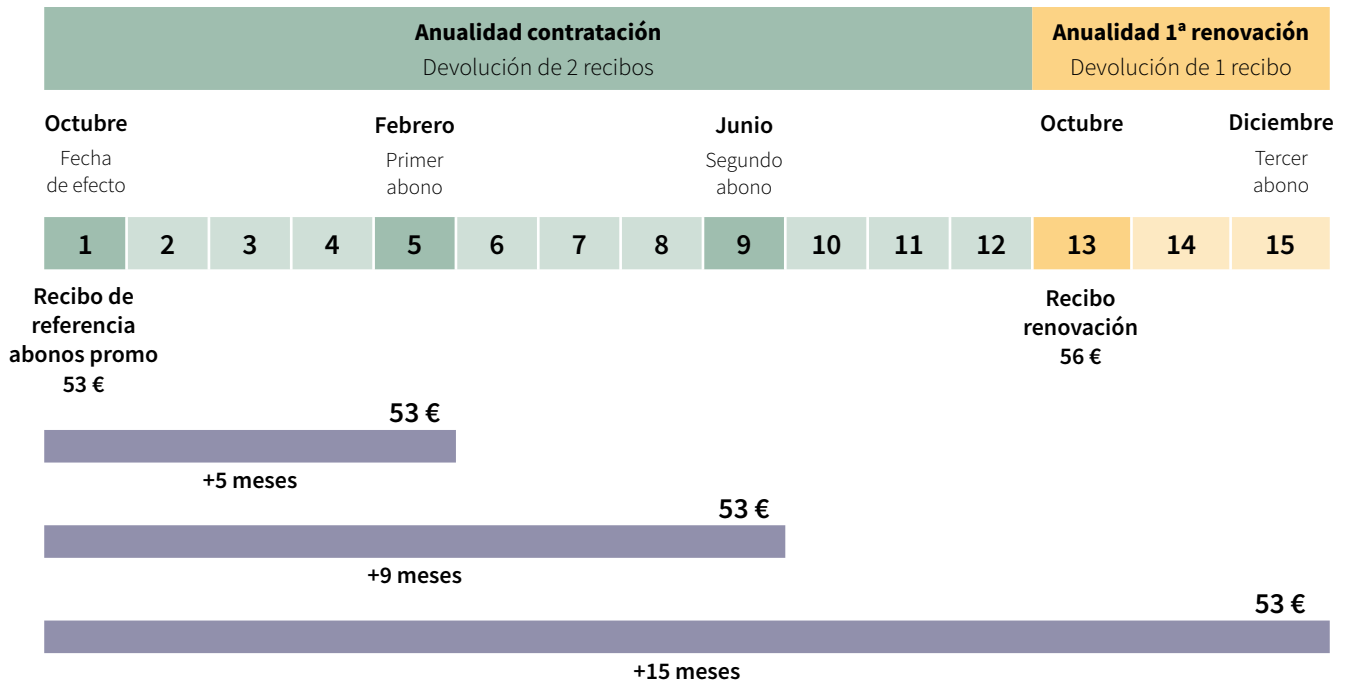 Anualidad contratación
Devolución de 2 recibos
Anualidad 1ª renovación
Devolución de 1 recibo
Octubre
Fecha
de efecto
Febrero
Primer
abono
Junio
Segundo
abono
Octubre
Diciembre
Tercer
abono
1 2 3 4 5 6 7 8 9 10 11 12 13 14 15
Recibo de
referencia
abonos promo
53 €
Recibo
renovación
56 €
53 €
+5 meses
53 €
+9 meses
53 €
+15 meses